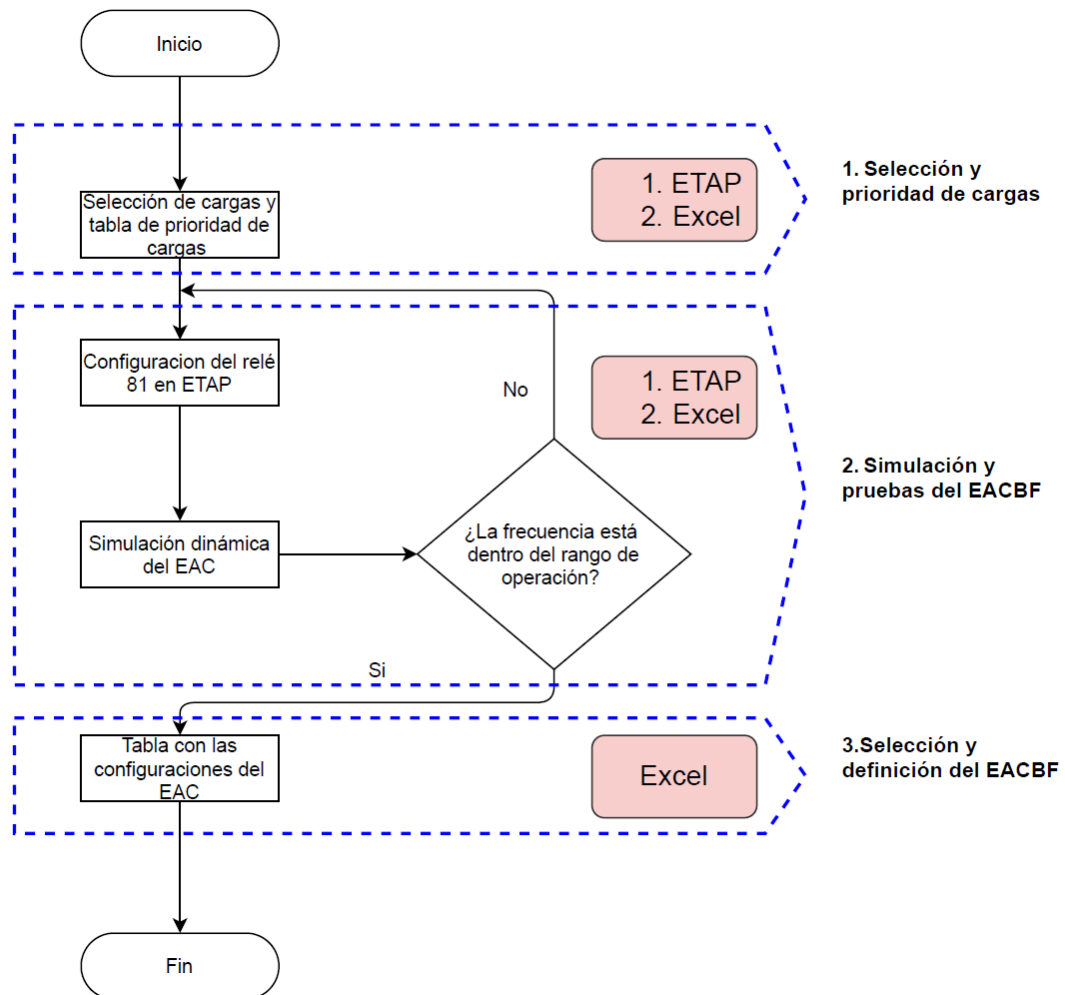 Inicio
Selección de cargas y
tabla de prioridad de
cargas
1. ETAP
2. Excel
1. Selección y
prioridad de cargas
Configuracion del relé
81 en ETAP
No
1. ETAP
2. Excel
Simulación dinámica
del EAC
¿La frecuencia está
dentro del rango de
operación?
2. Simulación y
pruebas del EACBF
Si
Tabla con las
configuraciones del
EAC
Excel
3.Selección y
definición del EACBF
Fin